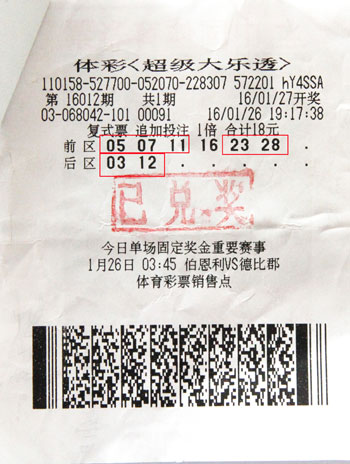 体彩<超级大乐透>
110158-527700-052070-228307 572201 hY4SSA
第 16012期 共1期 16/01/27开奖
03-068042-101 00091 16/01/26 19:17:38
复式票 追加投注 1倍 合计18元
前区 05 07 11 16 23 28 .
后区 03 12 . . . . .
已兑奖
今日单场固定奖金重要赛事
1月26日 03:45 伯恩利VS德比郡
体育彩票销售点